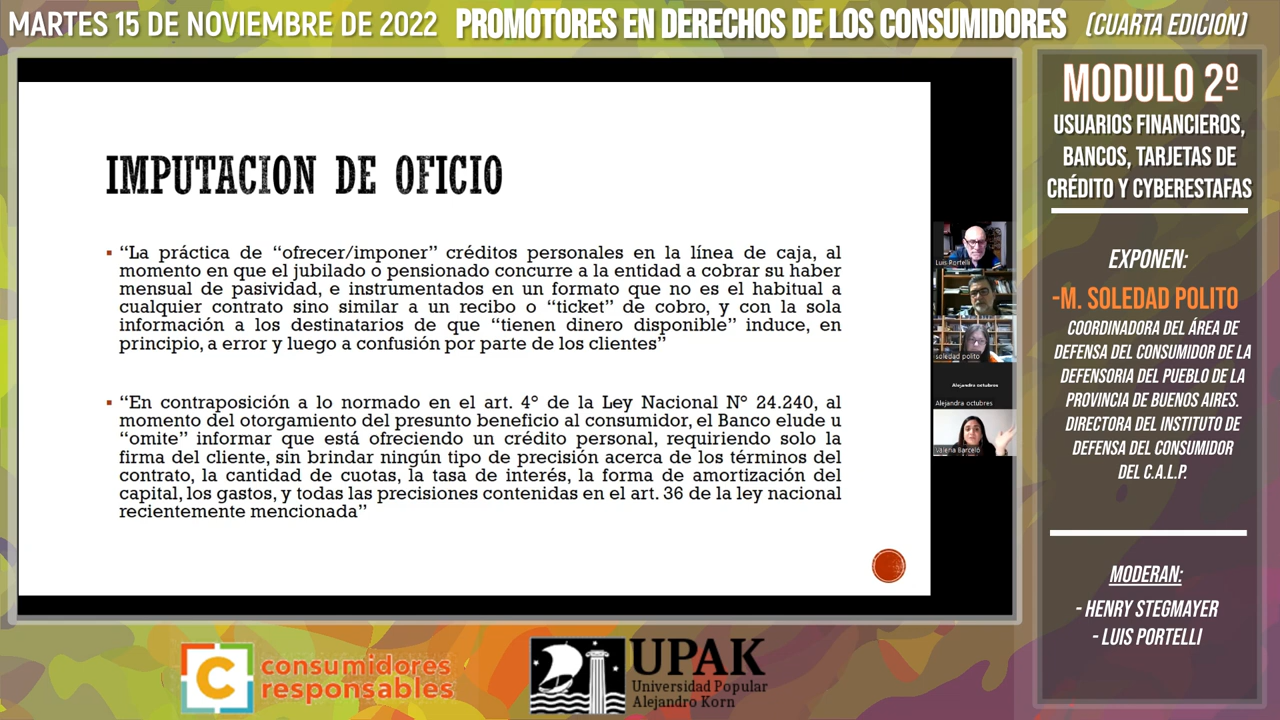 MARTES 15 DE NOVIEMBRE DE 2022 PROMOTORES EN DERECHOS DE LOS CONSUMIDORES (CUARTA EDICION)
IMPUTACION DE OFICIO
▪ “La práctica de “ofrecer/imponer” créditos personales en la línea de caja, al
momento en que el jubilado o pensionado concurre a la entidad a cobrar su haber
mensual de pasividad, e instrumentados en un formato que no es el habitual a
cualquier contrato sino similar a un recibo o “ticket” de cobro, y con la sola
información a los destinatarios de que “tienen dinero disponible” induce, en
principio, a error y luego a confusión por parte de los clientes”
▪ “En contraposición a lo normado en el art. 4° de la Ley Nacional N° 24.240, al
momento del otorgamiento del presunto beneficio al consumidor, el Banco elude u
“omite” informar que está ofreciendo un crédito personal, requiriendo solo la
firma del cliente, sin brindar ningún tipo de precisión acerca de los términos del
contrato, la cantidad de cuotas, la tasa de interés, la forma de amortización del
capital, los gastos, y todas las precisiones contenidas en el art. 36 de la ley nacional
recientemente mencionada”
Luis Portelli
soledad polito
Alejandra octubres
Alejandra octubres
Valeria Barceló
MODULO 2º
USUARIOS FINANCIEROS,
BANCOS, TARJETAS DE
CRÉDITO Y CYBERESTAFAS
EXPONEN:
-M. SOLEDAD POLITO
COORDINADORA DEL ÁREA DE
DEFENSA DEL CONSUMIDOR DE LA
DEFENSORIA DEL PUEBLO DE LA
PROVINCIA DE BUENOS AIRES.
DIRECTORA DEL INSTITUTO DE
DEFENSA DEL CONSUMIDOR
DEL C.A.L.P.
MODERAN:
- HENRY STEGMAYER
- LUIS PORTELLI
consumidores
responsables
UPAK
Universidad Popular
Alejandro Korn